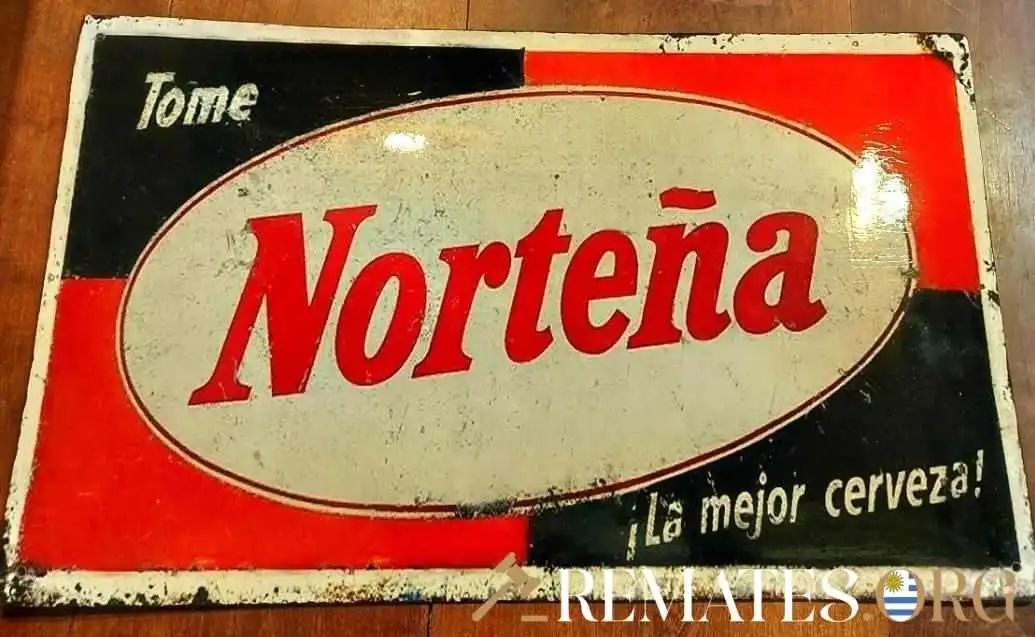 Tome
Norteña
¡La mejor cerveza!
REMATES.ORG